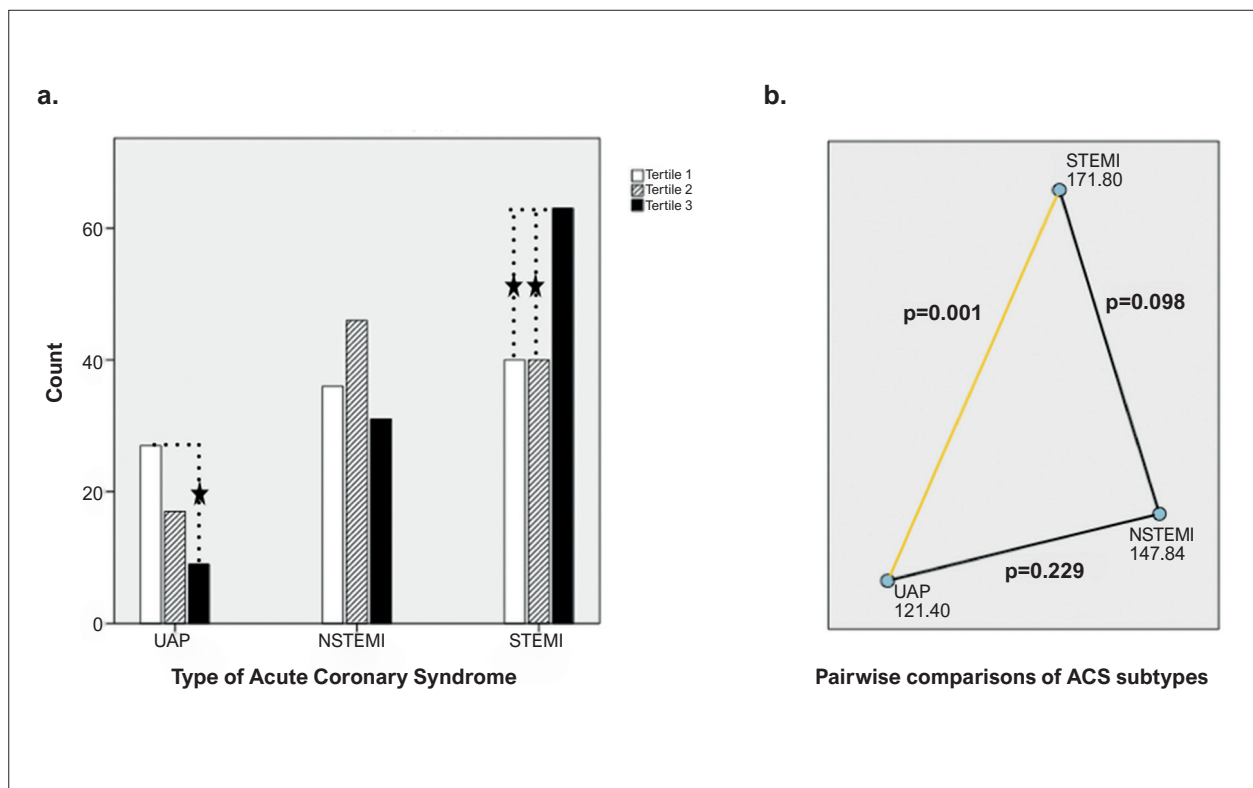 a.
Tertile 1
Tertile 2
Tertile 3
60
40
20
0
Count
UAP
NSTEMI
STEMI
Type of Acute Coronary Syndrome
b.
STEMI
171.80
p=0.001
p=0.098
NSTEMI
147.84
p=0.229
UAP
121.40
Pairwise comparisons of ACS subtypes